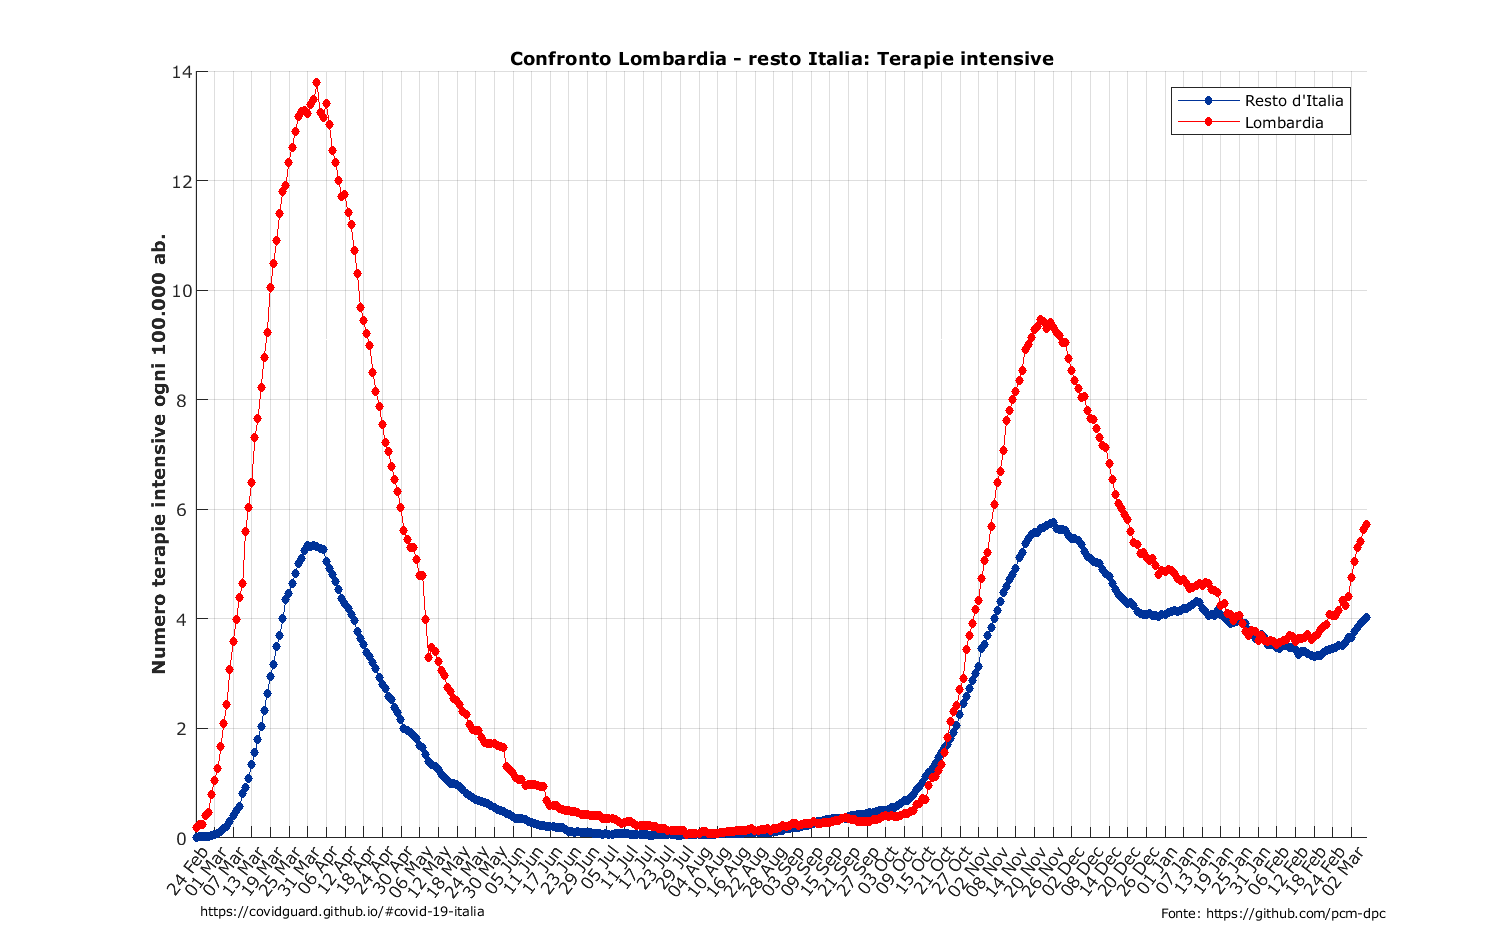 Confronto Lombardia - resto Italia: Terapie intensive
Resto d'Italia
Lombardia
Numero terapie intensive ogni 100.000 ab.
14
12
10
8
6
4
2
0
24 Feb
01 Mar
07 Mar
13 Mar
19 Mar
25 Mar
31 Mar
06 Apr
12 Apr
18 Apr
24 Apr
30 Apr
06 May
12 May
18 May
24 May
30 May
05 Jun
11 Jun
17 Jun
23 Jun
29 Jun
05 Jul
11 Jul
17 Jul
23 Jul
29 Jul
04 Aug
10 Aug
16 Aug
22 Aug
28 Aug
03 Sep
09 Sep
15 Sep
21 Sep
27 Sep
03 Oct
09 Oct
15 Oct
21 Oct
27 Oct
02 Nov
08 Nov
14 Nov
20 Nov
26 Nov
02 Dec
08 Dec
14 Dec
20 Dec
26 Dec
01 Jan
07 Jan
13 Jan
19 Jan
25 Jan
31 Jan
06 Feb
12 Feb
18 Feb
24 Feb
02 Mar
https://covidguard.github.io/#covid-19-italia
Fonte: https://github.com/pcm-dpc